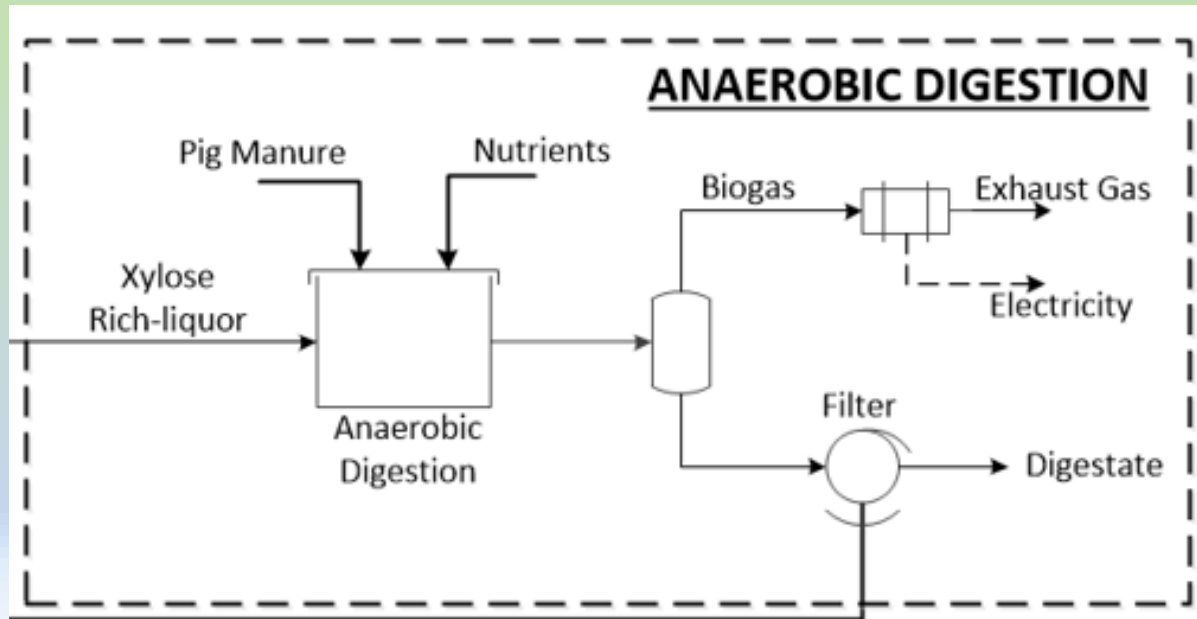 ANAEROBIC DIGESTION
Pig Manure
Nutrients
Biogas
Exhaust Gas
Xylose
Rich-liquor
Electricity
Anaerobic
Digestion
Filter
Digestate